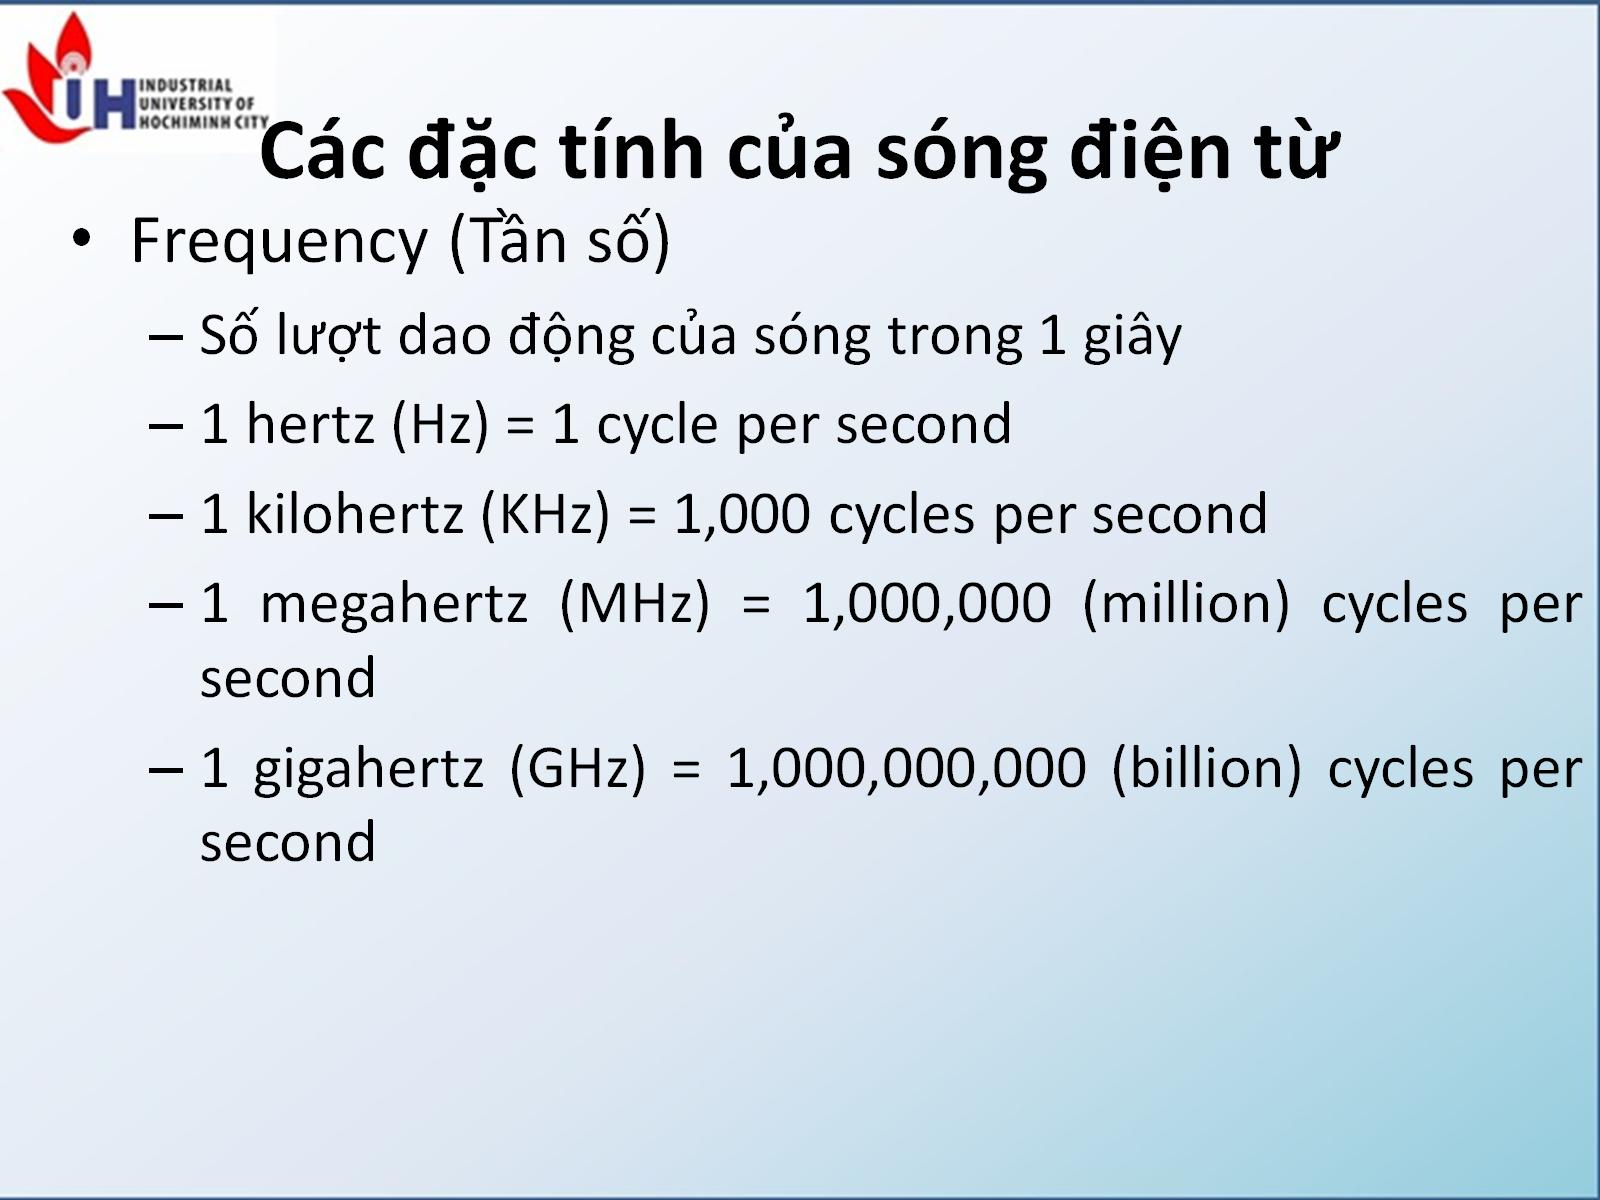 INDUSTRIAL
UNIVERSITY OF
HOCHIMINH CITY
Các đặc tính của sóng điện từ
• Frequency (Tần số)
– Số lượt dao động của sóng trong 1 giây
– 1 hertz (Hz) = 1 cycle per second
– 1 kilohertz (KHz) = 1,000 cycles per second
– 1 megahertz (MHz) = 1,000,000 (million) cycles per
second
– 1 gigahertz (GHz) = 1,000,000,000 (billion) cycles per
second